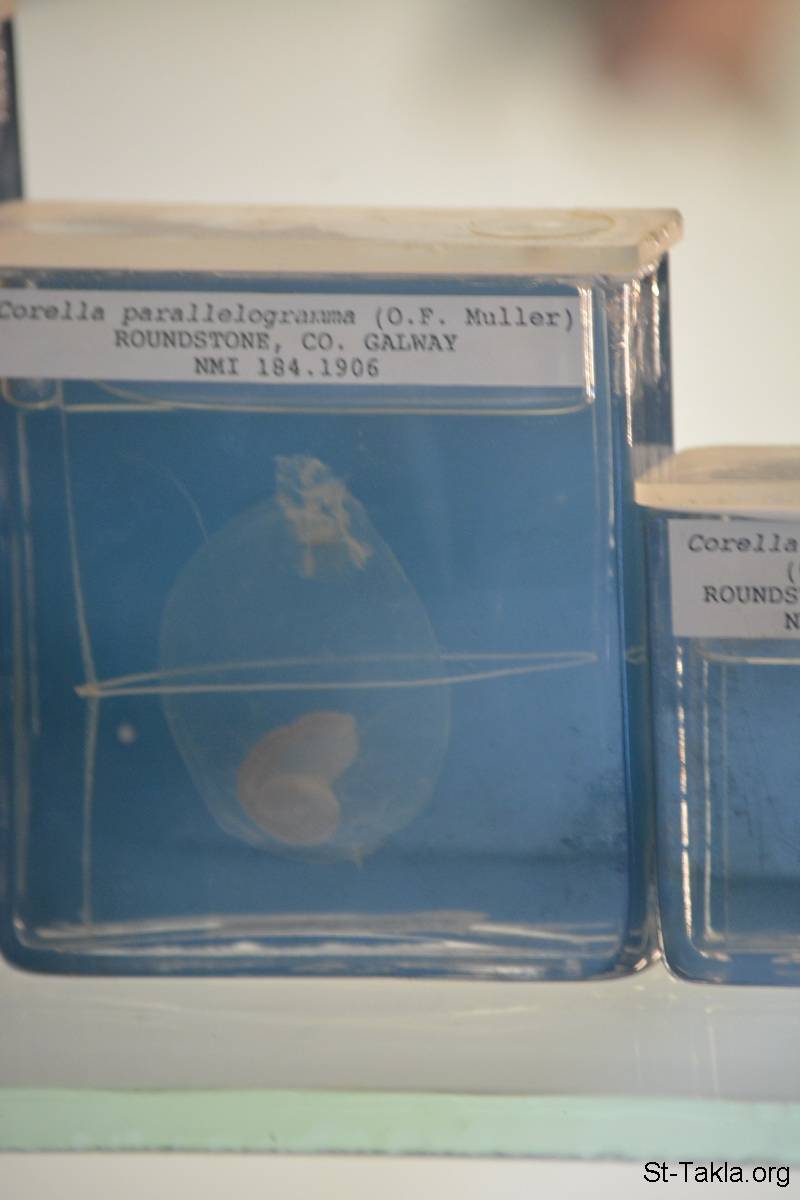 Corella parallelogramma (O.F. Muller)
ROUNDSTONE, CO. GALWAY
NMI 184.1906
Corella
(
ROUNDS
N
St-Takla.org